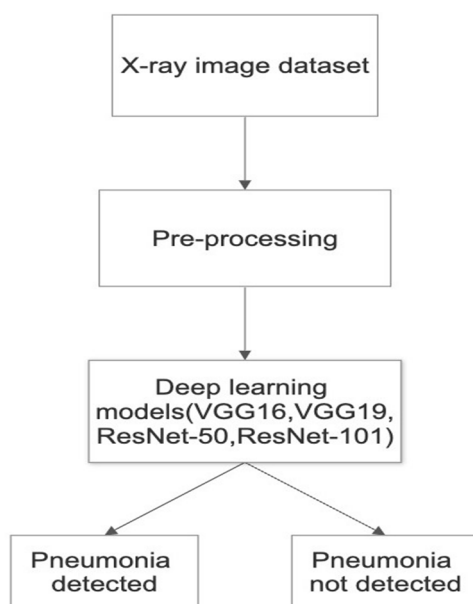 X-ray image dataset
Pre-processing
Deep learning
models(VGG16,VGG19,
ResNet-50,ResNet-101)
Pneumonia
detected
Pneumonia
not detected